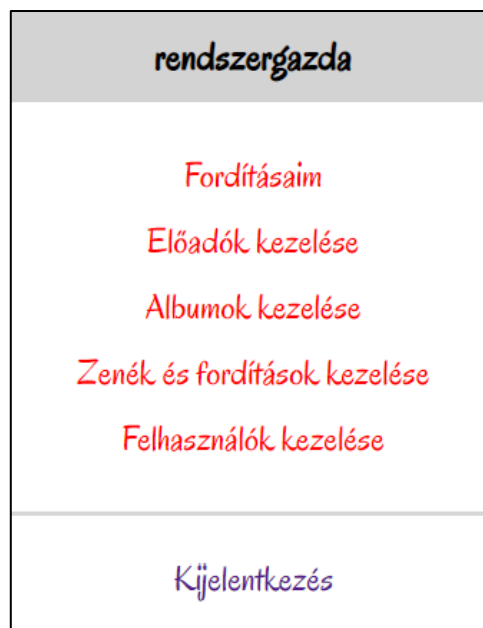 rendszergazda
Fordításaim
Előadók kezelése
Albumok kezelése
Zenék és fordítások kezelése
Felhasználók kezelése
Kijelentkezés